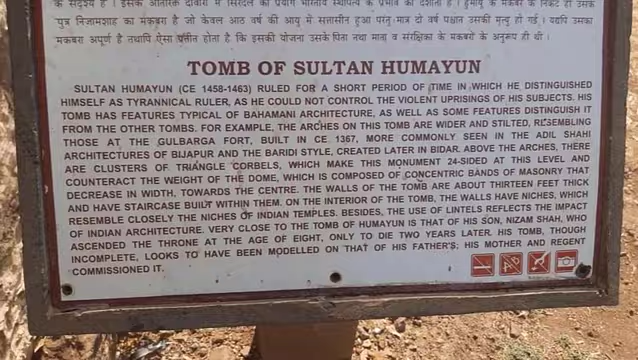 के सदृश्य है। इसके अतिरिक्त दीवारों में सिरदल का प्रयोग भारतीय स्थापत्य के प्रभाव को दर्शाता है। हुमायूं के मकबरे के निकट ही उसके
पुत्र निजामशाह का मकबरा है जो केवल आठ वर्ष की आयु में सत्तासीन हुआ परंतु मात्र दो वर्ष पश्चात उसकी मृत्यु हो गई। यद्यपि उसका
मकबरा अपूर्ण है तथापि ऐसा प्रतीत होता है कि इसकी योजना उसके पिता तथा माता व संरक्षिका के मकबरों के अनुरूप ही थी।
TOMB OF SULTAN HUMAYUN
SULTAN HUMAYUN (CE 1458-1463) RULED FOR A SHORT PERIOD OF TIME IN WHICH HE DISTINGUISHED
HIMSELF AS TYRANNICAL RULER, AS HE COULD NOT CONTROL THE VIOLENT UPRISINGS OF HIS SUBJECTS. HIS
TOMB HAS FEATURES TYPICAL OF BAHAMANI ARCHITECTURE, AS WELL AS SOME FEATURES DISTINGUISH IT
FROM THE OTHER TOMBS. FOR EXAMPLE, THE ARCHES ON THIS TOMB ARE WIDER AND STILTED, RESEMBLING
THOSE AT THE GULBARGA FORT, BUILT IN CE 1367, MORE COMMONLY SEEN IN THE ADIL SHAHI
ARCHITECTURES OF BIJAPUR AND THE BARIDI STYLE, CREATED LATER IN BIDAR. ABOVE THE ARCHES, THERE
ARE CLUSTERS OF TRIANGLE CORBELS, WHICH MAKE THIS MONUMENT 24-SIDED AT THIS LEVEL AND
COUNTERACT THE WEIGHT OF THE DOME, WHICH IS COMPOSED OF CONCENTRIC BANDS OF MASONRY THAT
DECREASE IN WIDTH, TOWARDS THE CENTRE. THE WALLS OF THE TOMB ARE ABOUT THIRTEEN FEET THICK
AND HAVE STAIRCASE BUILT WITHIN THEM. ON THE INTERIOR OF THE TOMB, THE WALLS HAVE NICHES, WHICH
RESEMBLE CLOSELY THE NICHES OF INDIAN TEMPLES. BESIDES, THE USE OF LINTELS REFLECTS THE IMPACT
OF INDIAN ARCHITECTURE. VERY CLOSE TO THE TOMB OF HUMAYUN IS THAT OF HIS SON, NIZAM SHAH, WHO
ASCENDED THE THRONE AT THE AGE OF EIGHT, ONLY TO DIE TWO YEARS LATER. HIS TOMB, THOUGH
INCOMPLETE, LOOKS TO HAVE BEEN MODELLED ON THAT OF HIS FATHER'S; HIS MOTHER AND REGENT
COMMISSIONED IT.